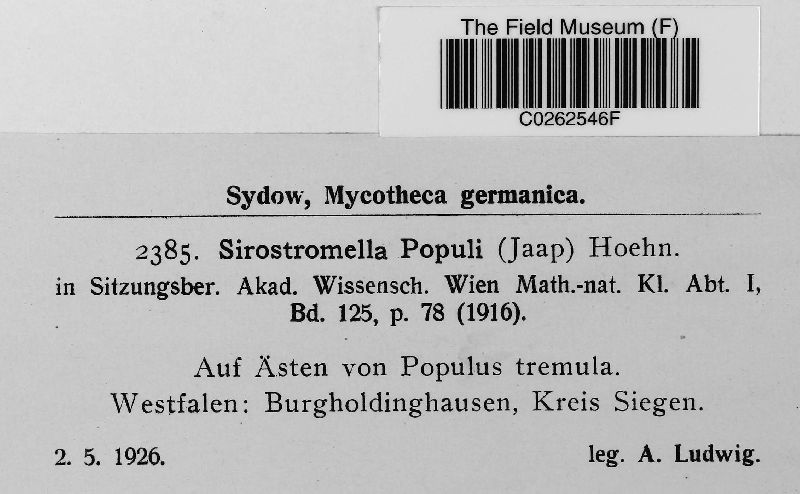 The Field Museum (F)
C0262546F
Sydow, Mycotheca germanica.
2385. Sirostromella Populi (Jaap) Hoehn.
in Sitzungsber. Akad. Wissensch. Wien Math.-nat. Kl. Abt. I,
Bd. 125, p. 78 (1916).
Auf Ästen von Populus tremula.
Westfalen: Burgholdinghausen, Kreis Siegen.
2. 5. 1926. leg. A. Ludwig.